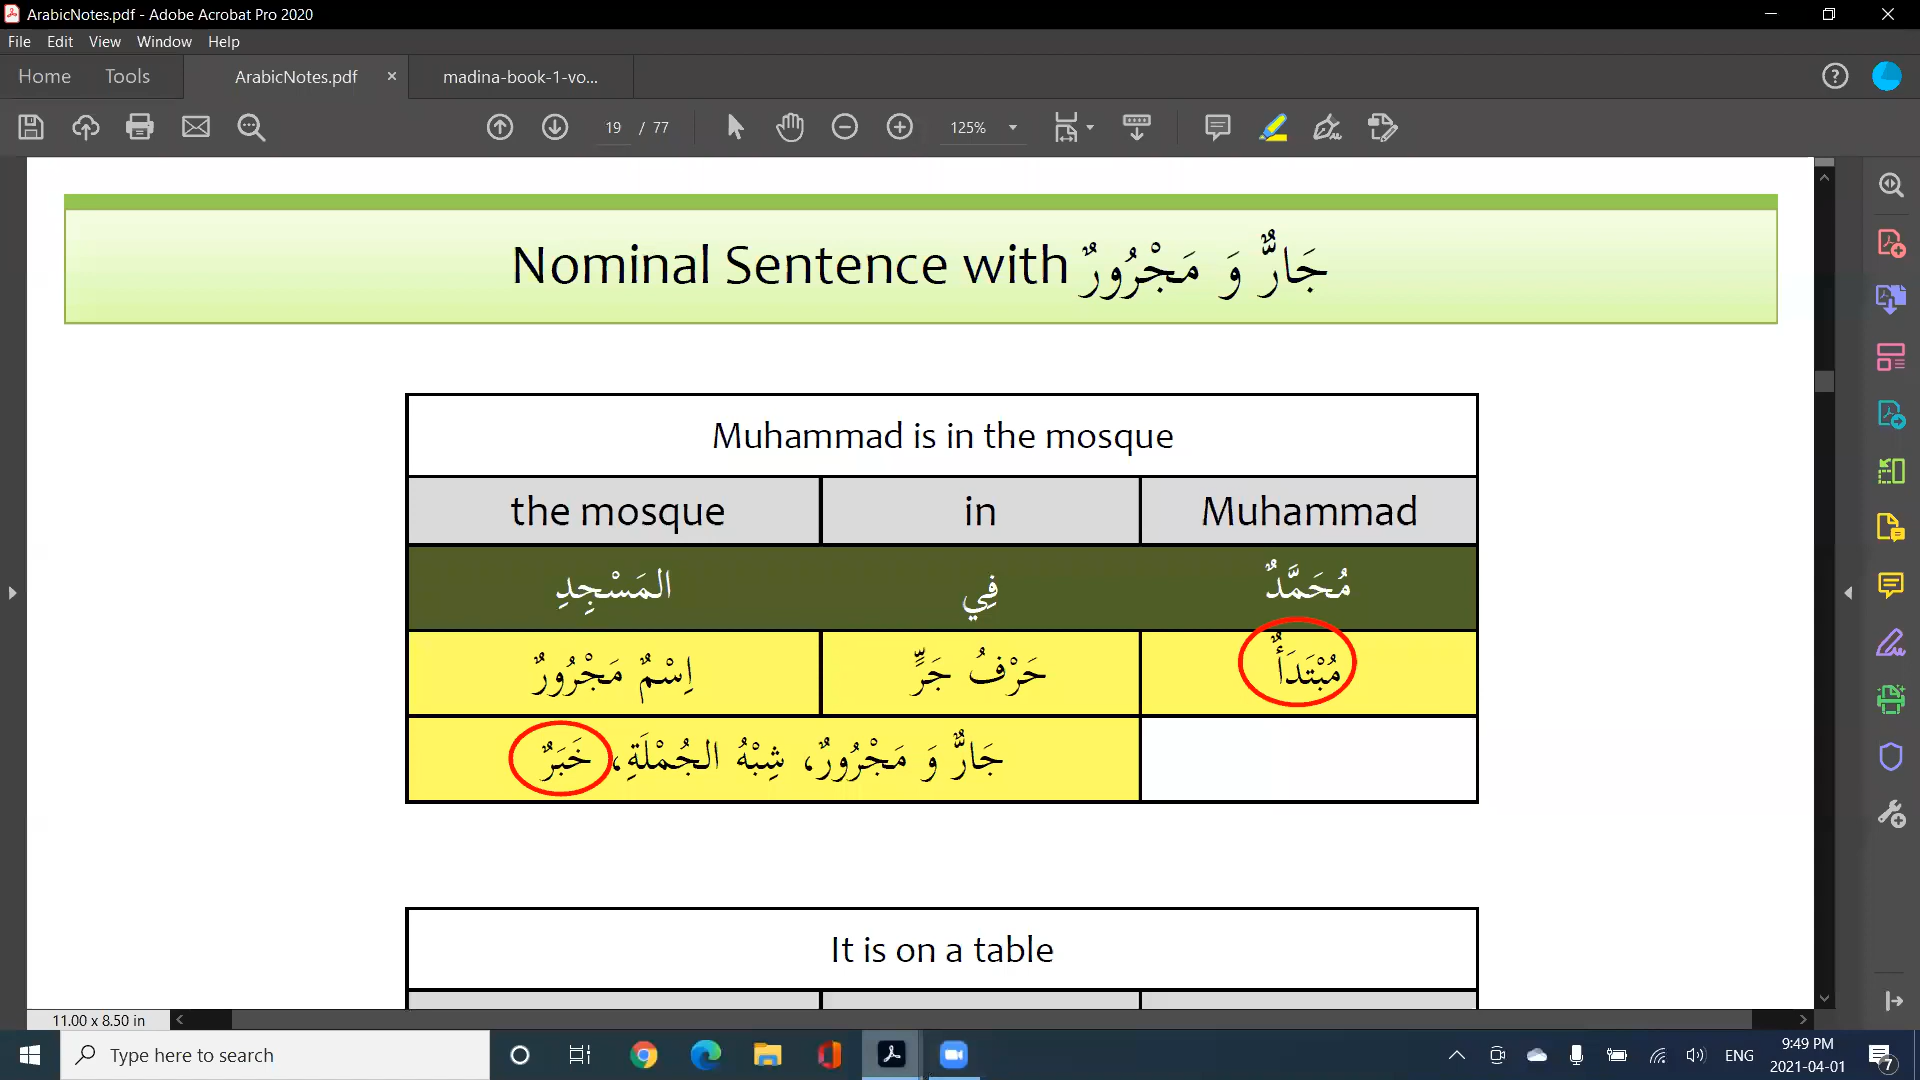 ArabicNotes.pdf - Adobe Acrobat Pro 2020
File Edit View Window Help
Home Tools ArabicNotes.pdf × madina-book-1-vo...
19 / 77 125%
Nominal Sentence with جَارٌّ وَ مَجْرُورٌ
Muhammad is in the mosque
the mosque in Muhammad
مُحَمَّدٌ فِي المَسْجِدِ
مُبْتَدَأٌ حَرْفُ جَرٍّ اِسْمٌ مَجْرُورٌ
جَارٌّ وَ مَجْرُورٌ، شِبْهُ الجُمْلَةِ، خَبَرٌ
It is on a table
11.00 x 8.50 in
Type here to search ENG 9:49 PM
2021-04-01 7